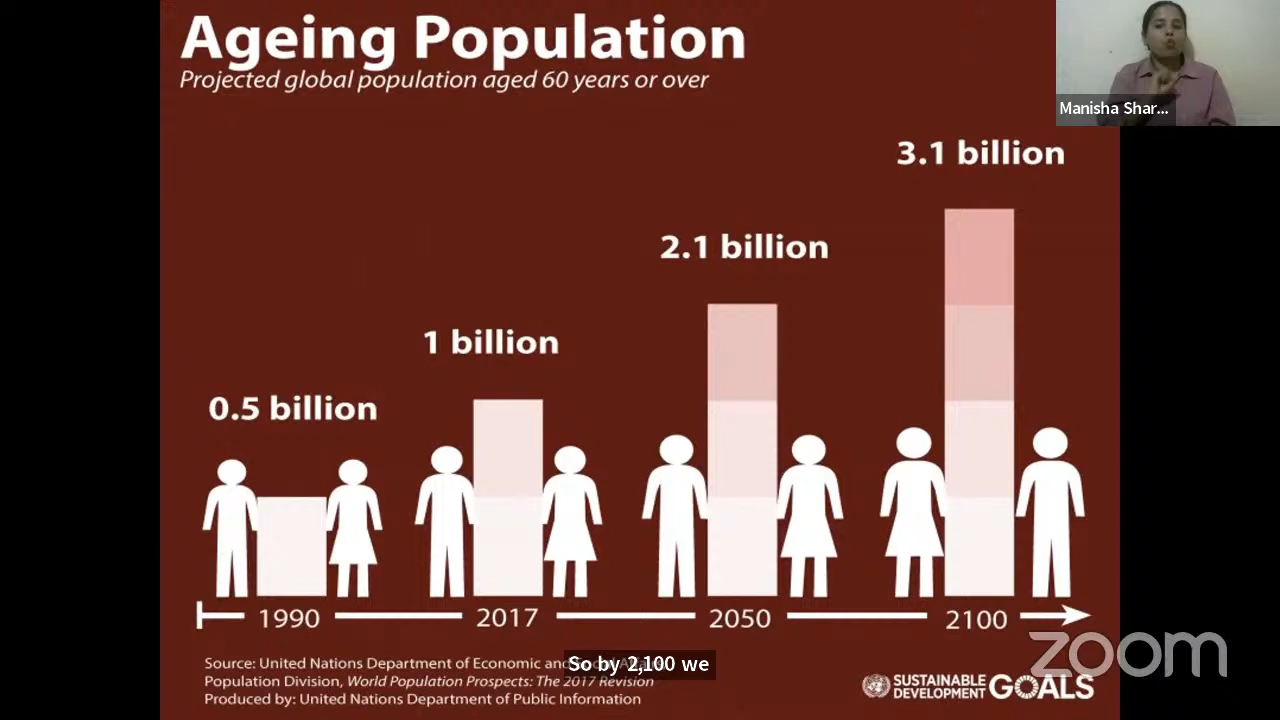 Ageing Population
Projected global population aged 60 years or over
Manisha Shar...
3.1 billion
2.1 billion
1 billion
0.5 billion
1990
2017
2050
2100
Source: United Nations Department of Economic and
Population Division, World Population Prospects: The 2017 Revision
Produced by: United Nations Department of Public Information
So by 2,100 we
SUSTAINABLE
DEVELOPMENT
GOALS
zoom